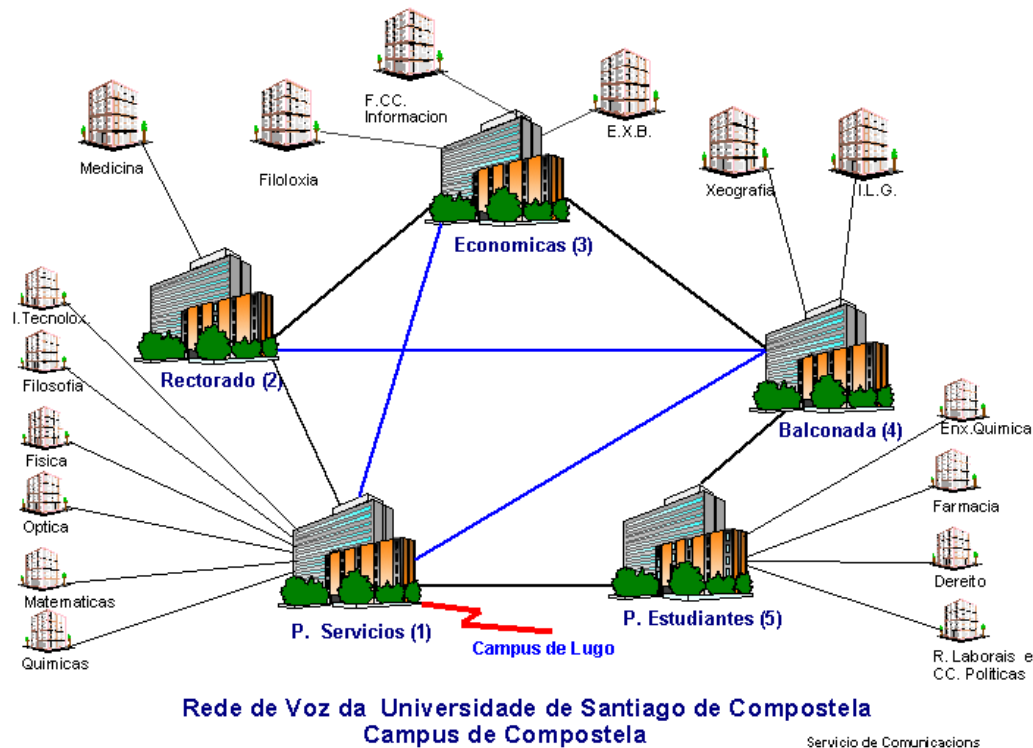 F.CC.
Informacion
E.X.B.
Medicina
Filoloxia
Xeografia
I.L.G.
Economicas (3)
I.Tecnolox.
Rectorado (2)
Filosofia
Balconada (4)
Enx.Quimica
Fisica
Farmacia
Optica
Dereito
Matematicas
P. Servicios (1)
P. Estudiantes (5)
Campus de Lugo
Quimicas
R. Laborais e
CC. Politicas
Rede de Voz da Universidade de Santiago de Compostela
Campus de Compostela
Servicio de Comunicacions